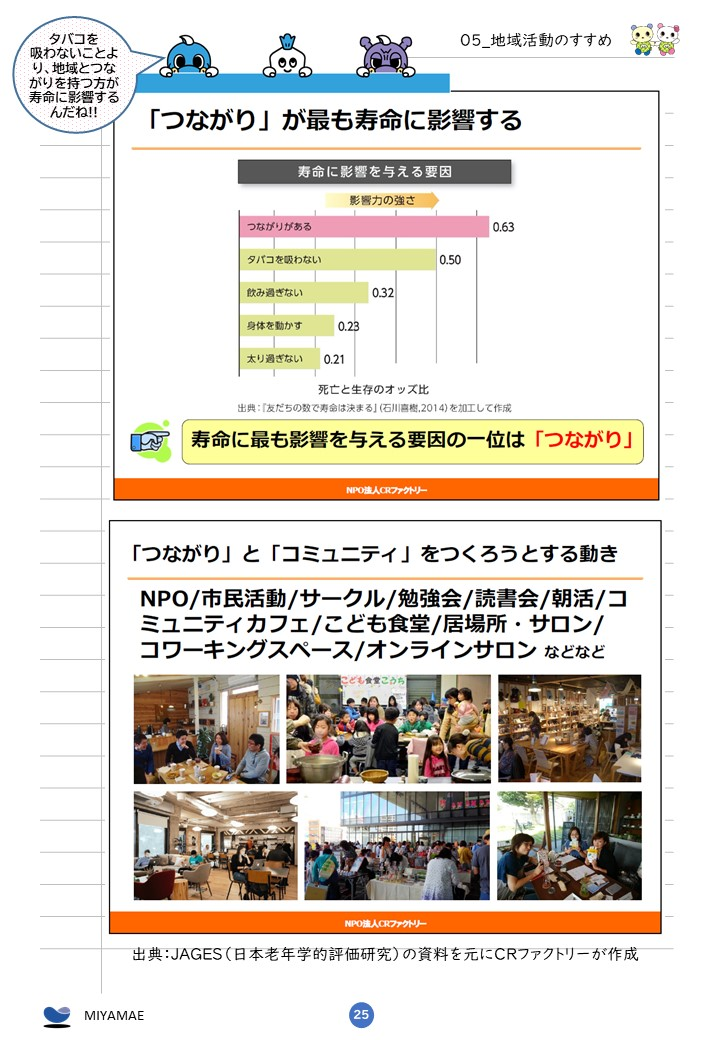 05_地域活動のすすめ
タバコを
吸わないことよ
り、地域とつな
がりを持つ方が
寿命に影響する
んだね!!
「つながり」が最も寿命に影響する
寿命に影響を与える要因
影響力の強さ
つながりがある 0.63
タバコを吸わない 0.50
飲み過ぎない 0.32
身体を動かす 0.23
太り過ぎない 0.21
死亡と生存のオッズ比
出典:『友だちの数で寿命は決まる』(石川善樹,2014)を加工して作成
寿命に最も影響を与える要因の一位は「つながり」
NPO法人CRファクトリー
「つながり」と「コミュニティ」をつくろうとする動き
NPO/市民活動/サークル/勉強会/読書会/朝活/コ
ミュニティカフェ/こども食堂/居場所・サロン/
コワーキングスペース/オンラインサロン などなど
こども食堂こうち
NPO法人CRファクトリー
出典:JAGES(日本老年学的評価研究)の資料を元にCRファクトリーが作成
MIYAMAE
25